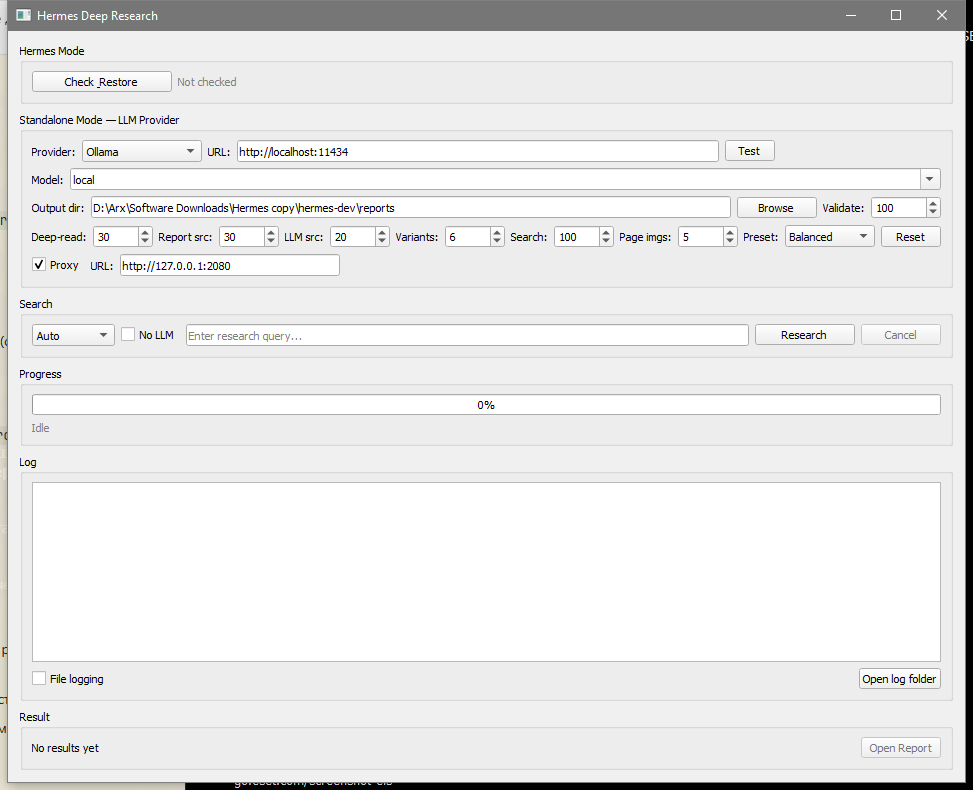 Hermes Deep Research
Hermes Mode
Check_Restore Not checked
Standalone Mode — LLM Provider
Provider: Ollama URL: http://localhost:11434 Test
Model: local
Output dir: D:\Arx\Software Downloads\Hermes copy\hermes-dev\reports Browse Validate: 100
Deep-read: 30 Report src: 30 LLM src: 20 Variants: 6 Search: 100 Page imgs: 5 Preset: Balanced Reset
Proxy URL: http://127.0.0.1:2080
Search
Auto No LLM Enter research query... Research Cancel
Progress
0%
Idle
Log
File logging Open log folder
Result
No results yet Open Report